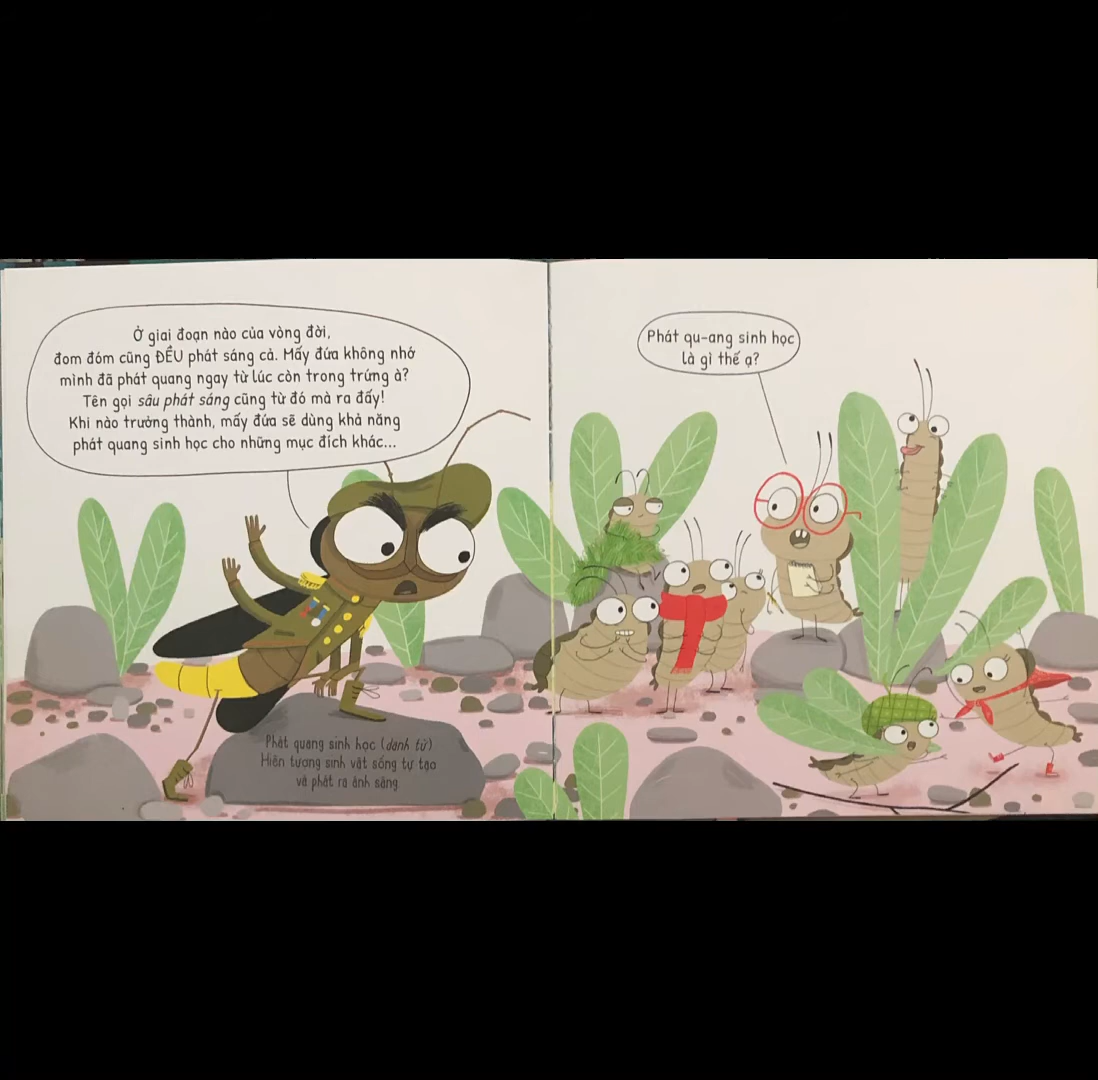 Ở giai đoạn nào của vòng đời,
đom đóm cũng ĐỀU phát sáng cả. Mấy đứa không nhớ
mình đã phát quang ngay từ lúc còn trong trứng à?
Tên gọi sâu phát sáng cũng từ đó mà ra đấy!
Khi nào trưởng thành, mấy đứa sẽ dùng khả năng
phát quang sinh học cho những mục đích khác...
Phát quang sinh học (danh từ)
Hiện tượng sinh vật sống tự tạo
và phát ra ánh sáng
Phát qu-ang sinh học
là gì thế ạ?